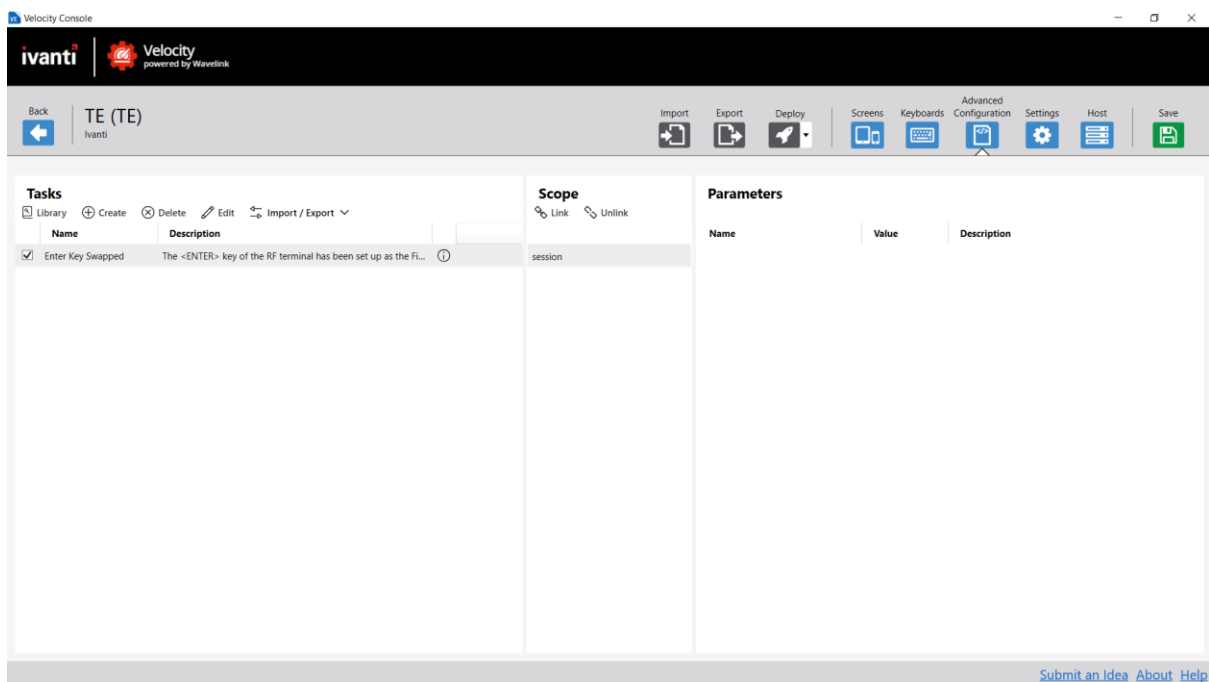 VE Velocity Console
ivanti
Velocity
powered by Wavelink
Back
TE (TE)
Ivanti
Import
Export
Deploy
Screens
Keyboards
Advanced
Configuration
Settings
Host
Save
Tasks
Library Create Delete Edit Import / Export
Name Description
Enter Key Swapped The <ENTER> key of the RF terminal has been set up as the Fi...
Scope
Link Unlink
session
Parameters
Name Value Description
Submit an Idea About Help